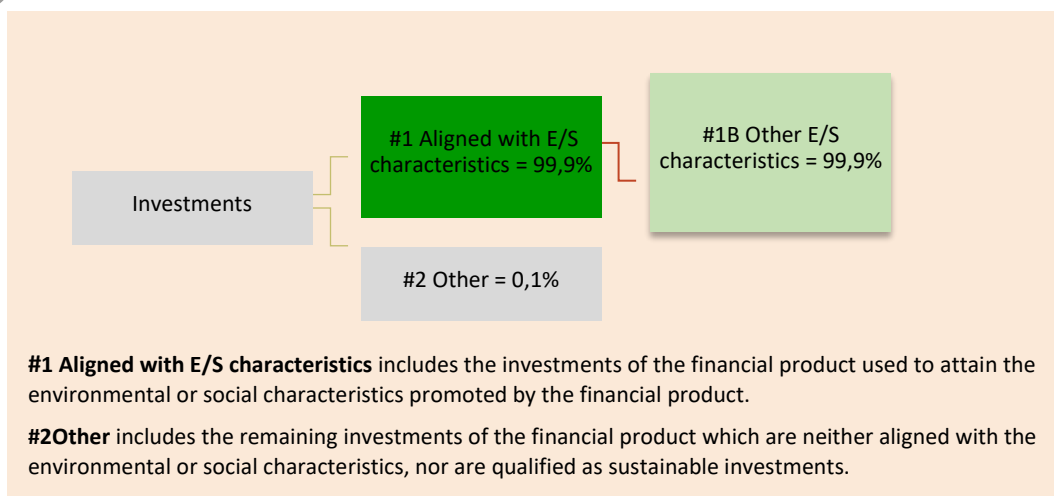 #1 Aligned with E/S
characteristics = 99,9%
#1B Other E/S
characteristics = 99,9%
Investments
#2 Other = 0,1%
#1 Aligned with E/S characteristics includes the investments of the financial product used to attain the
environmental or social characteristics promoted by the financial product.
#2Other includes the remaining investments of the financial product which are neither aligned with the
environmental or social characteristics, nor are qualified as sustainable investments.